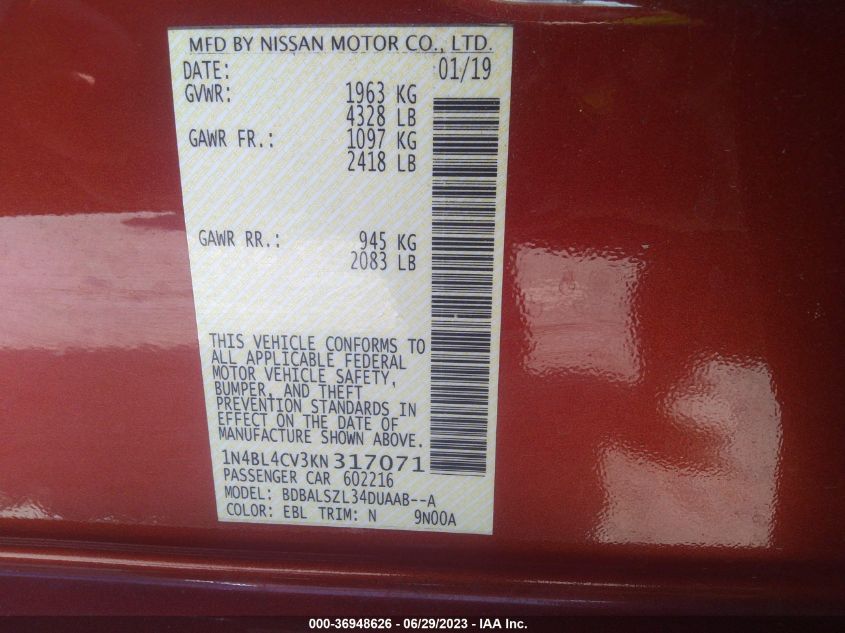 MFD BY NISSAN MOTOR CO., LTD.
DATE: 01/19
GVWR: 1963 KG
4328 LB
GAWR FR.: 1097 KG
2418 LB
GAWR RR.: 945 KG
2083 LB
THIS VEHICLE CONFORMS TO
ALL APPLICABLE FEDERAL
MOTOR VEHICLE SAFETY,
BUMPER, AND THEFT
PREVENTION STANDARDS IN
EFFECT ON THE DATE OF
MANUFACTURE SHOWN ABOVE.
1N4BL4CV3KN317071
PASSENGER CAR 602216
MODEL: BDBALSZL34DUAAB--A
COLOR: EBL TRIM: N 9N00A
000-36948626 - 06/29/2023 - IAA Inc.